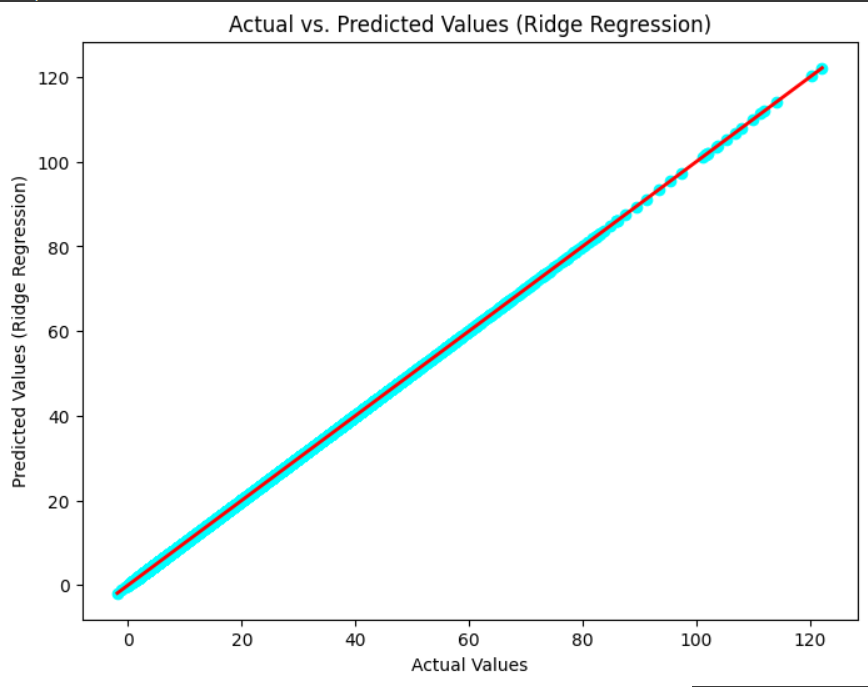 Actual vs. Predicted Values (Ridge Regression)
Predicted Values (Ridge Regression)
120
100
80
60
40
20
0
0 20 40 60 80 100 120
Actual Values